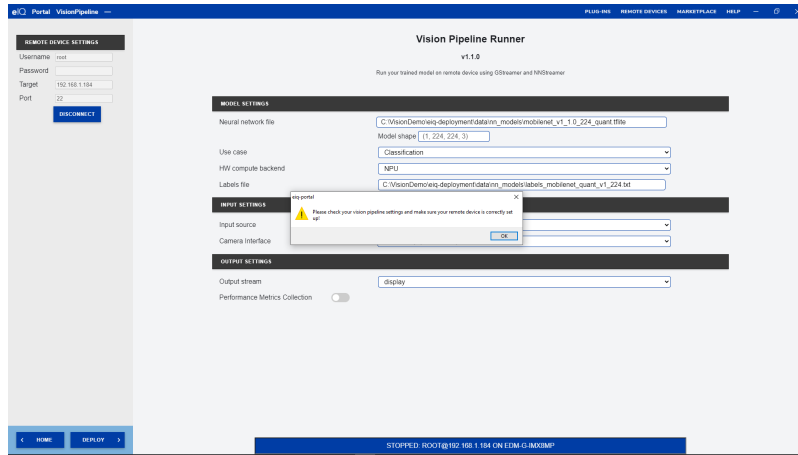 eIQ Portal VisionPipeline —
PLUG-INS REMOTE DEVICES MARKETPLACE HELP
REMOTE DEVICE SETTINGS
Username root
Password
Target 192.168.1.184
Port 22
DISCONNECT
Vision Pipeline Runner
v1.1.0
Run your trained model on remote device using GStreamer and NNStreamer
MODEL SETTINGS
Neural network file C:\VisionDemo\eiq-deployment\data\nn_models\mobilenet_v1_1.0_224_quant.tflite
Model shape (1, 224, 224, 3)
Use case Classification
HW compute backend NPU
Labels file C:\VisionDemo\eiq-deployment\data\nn_models\labels_mobilenet_quant_v1_224.txt
eiq-portal
Please check your vision pipeline settings and make sure your remote device is correctly set
up!
OK
INPUT SETTINGS
Input source
Camera Interface
OUTPUT SETTINGS
Output stream display
Performance Metrics Collection
HOME
DEPLOY
STOPPED: ROOT@192.168.1.184 ON EDM-G-IMX8MP